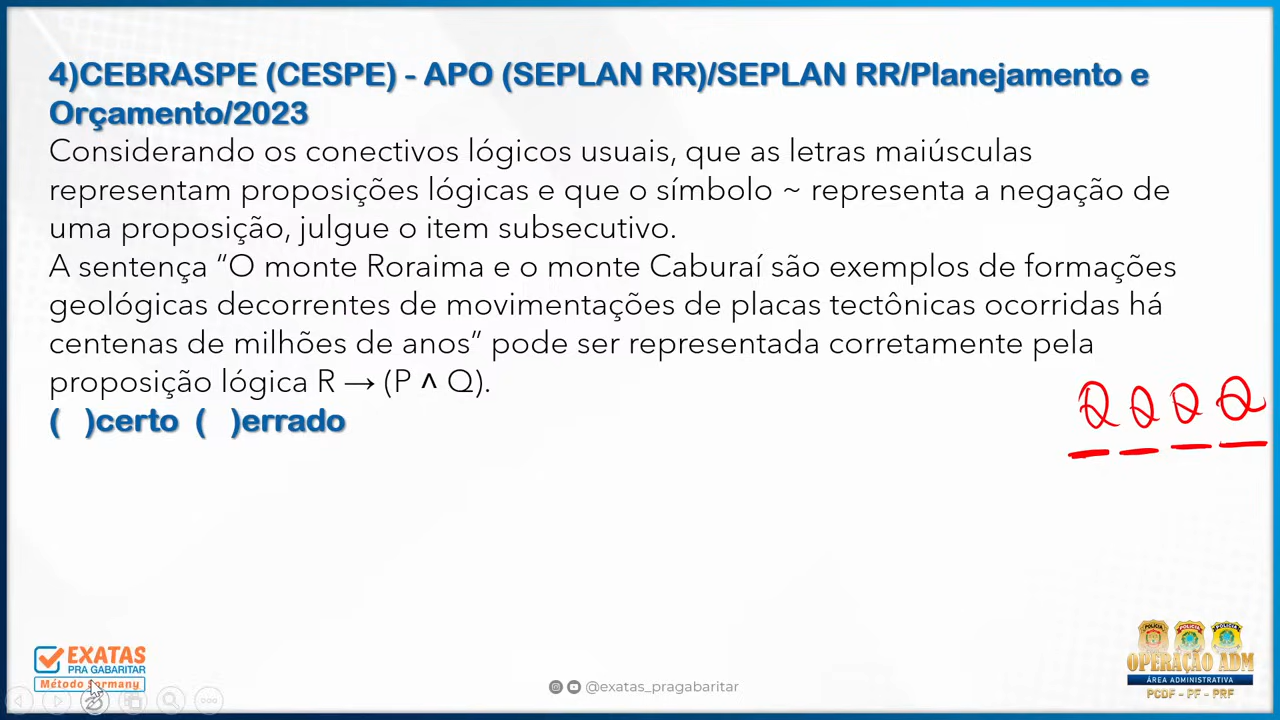 4)CEBRASPE (CESPE) - APO (SEPLAN RR)/SEPLAN RR/Planejamento e
Orçamento/2023
Considerando os conectivos lógicos usuais, que as letras maiúsculas
representam proposições lógicas e que o símbolo ~ representa a negação de
uma proposição, julgue o item subsecutivo.
A sentença “O monte Roraima e o monte Caburaí são exemplos de formações
geológicas decorrentes de movimentações de placas tectônicas ocorridas há
centenas de milhões de anos” pode ser representada corretamente pela
proposição lógica R → (P ∧ Q).
( )certo ( )errado
EXATAS
PRA GABARITAR
@exatas_pragabaritar
POLICIA POLICIA POLICIA
OPERAÇÃO ADM
ÁREA ADMINISTRATIVA
PCDF - PF - PRF